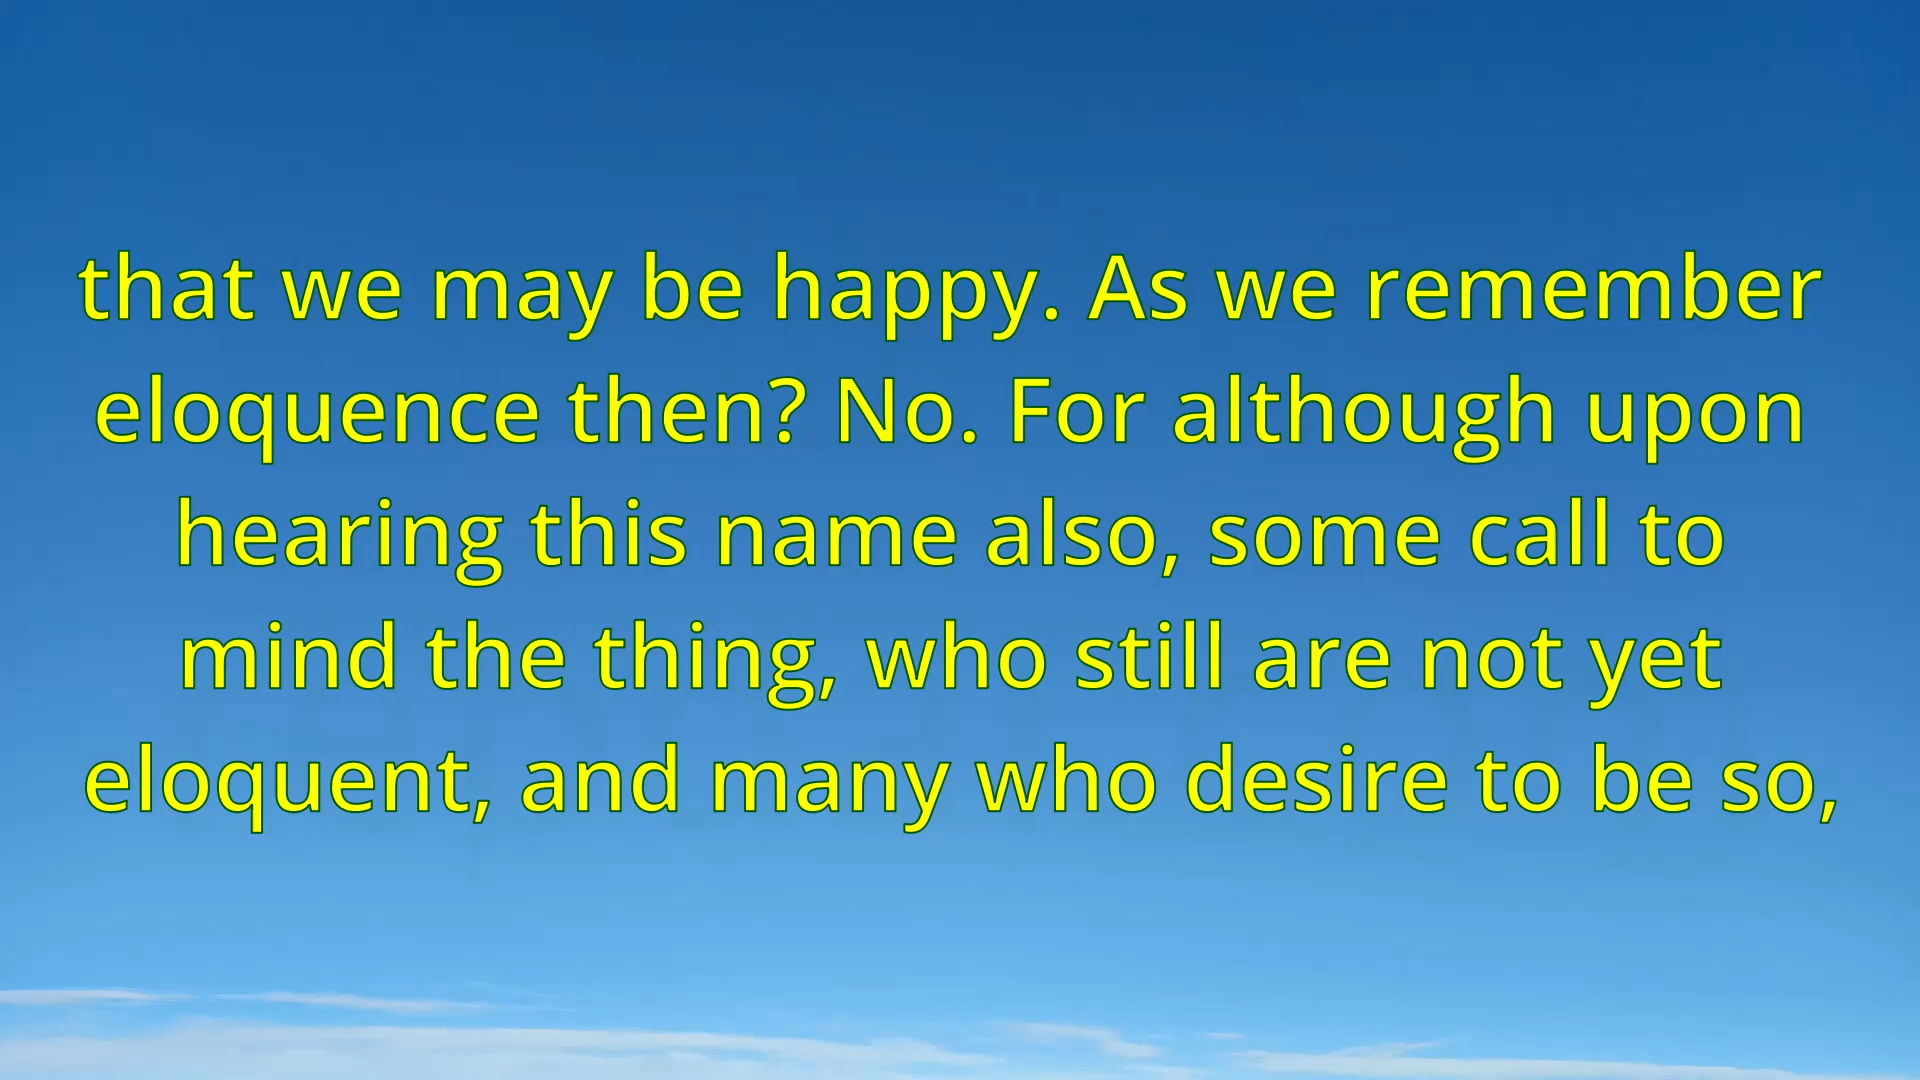 that we may be happy. As we remember
eloquence then? No. For although upon
hearing this name also, some call to
mind the thing, who still are not yet
eloquent, and many who desire to be so,